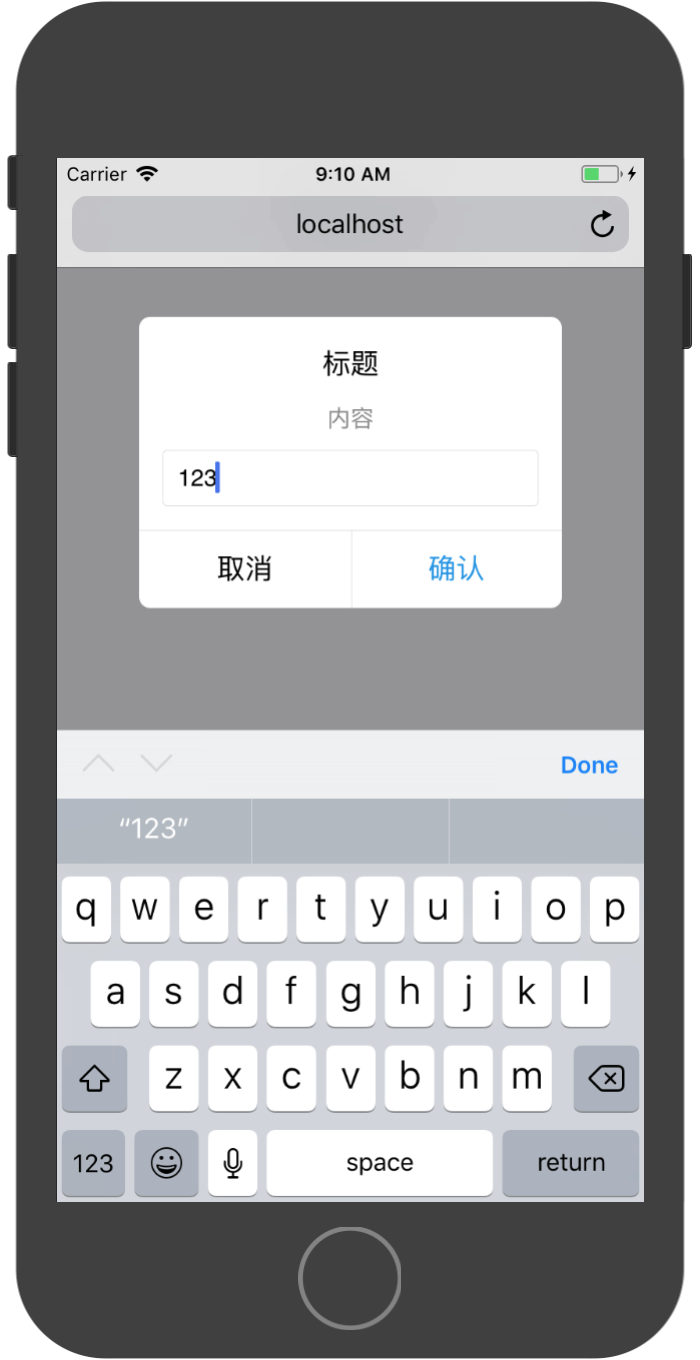 Carrier 9:10 AM
localhost
标题
内容
123
取消 确认
Done
“123”
q w e r t y u i o p
a s d f g h j k l
z x c v b n m
123 space return